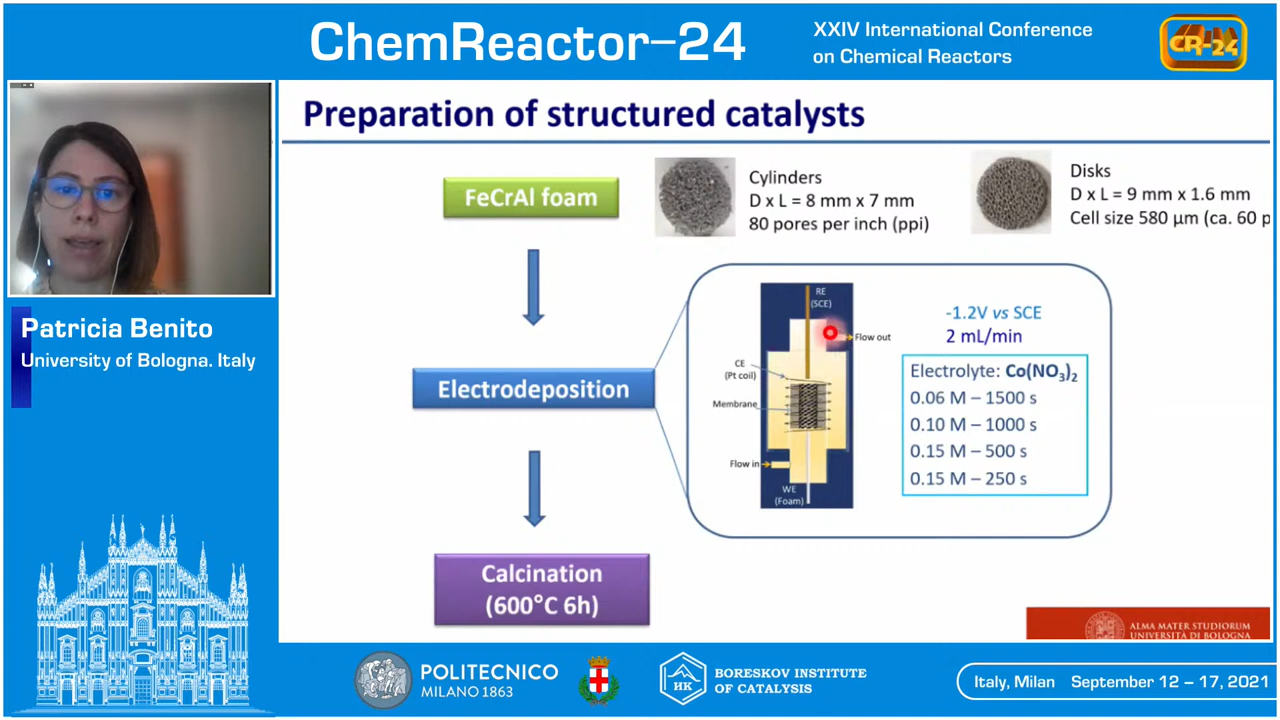 ChemReactor–24
XXIV International Conference
on Chemical Reactors
CR-24
Preparation of structured catalysts
FeCrAl foam
Cylinders
D x L = 8 mm x 7 mm
80 pores per inch (ppi)
Disks
D x L = 9 mm x 1.6 mm
Cell size 580 µm (ca. 60 p
Patricia Benito
University of Bologna. Italy
Electrodeposition
RE
(SCE)
Flow out
CE
(Pt coil)
Membrane
Flow in
WE
(Foam)
-1.2V vs SCE
2 mL/min
Electrolyte: Co(NO₃)₂
0.06 M – 1500 s
0.10 M – 1000 s
0.15 M – 500 s
0.15 M – 250 s
Calcination
(600°C 6h)
ALMA MATER STUDIORUM
UNIVERSITÀ DI BOLOGNA
POLITECNICO
MILANO 1863
НК
BORESKOV INSTITUTE
OF CATALYSIS
Italy, Milan September 12 – 17, 2021